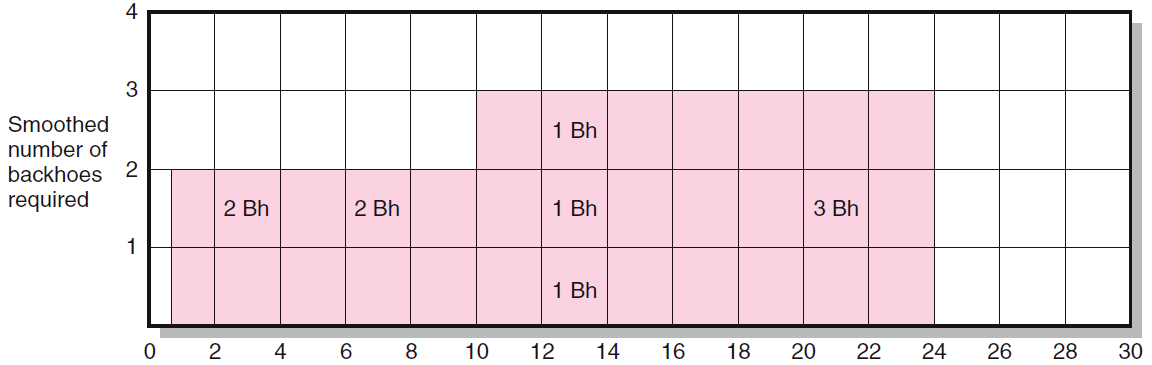 4
3
1 Bh
Smoothed
number of
backhoes
required
2
2 Bh
2 Bh
1 Bh
3 Bh
1
1 Bh
0 2 4 6 8 10 12 14 16 18 20 22 24 26 28 30